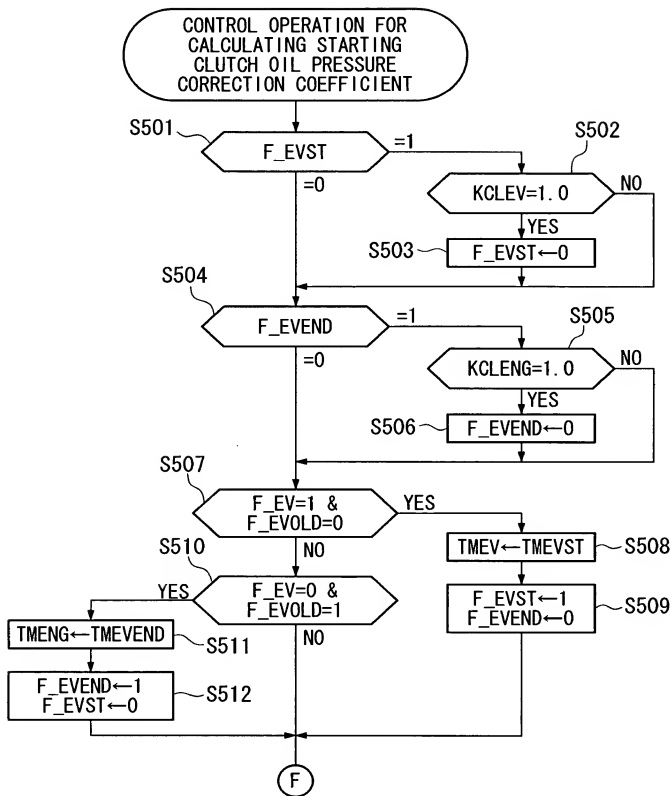 CONTROL OPERATION FOR
CALCULATING STARTING
CLUTCH OIL PRESSURE
CORRECTION COEFFICIENT
S501
F_EVST
=1
=0
S502
KCLEV=1.0
NO
YES
S503
F_EVST←0
S504
F_EVEND
=1
=0
S505
KCLENG=1.0
NO
YES
S506
F_EVEND←0
S507
F_EV=1 &
F_EVOLD=0
YES
NO
TMEV←TMEVST
S508
S510
F_EV=0 &
F_EVOLD=1
YES
NO
F_EVST←1
F_EVEND←0
S509
TMENG←TMEVEND
S511
F_EVEND←1
F_EVST←0
S512
F